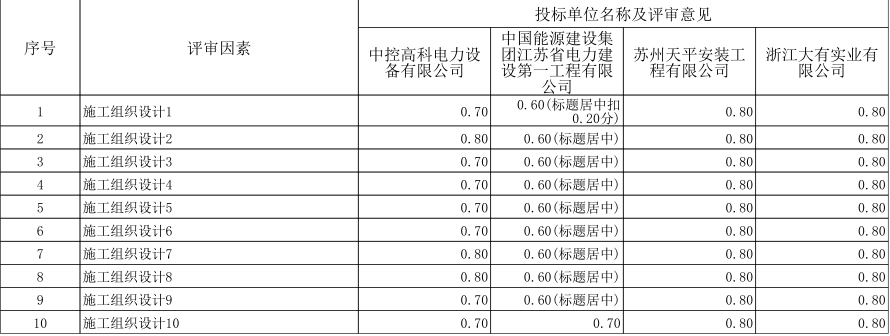 序号 评审因素 投标单位名称及评审意见
中控高科电力设备有限公司 中国能源建设集团江苏省电力建设第一工程有限公司 苏州天平安装工程有限公司 浙江大有实业有限公司
1 施工组织设计1 0.70 0.60(标题居中扣0.20分) 0.80 0.80
2 施工组织设计2 0.80 0.60(标题居中) 0.80 0.80
3 施工组织设计3 0.70 0.60(标题居中) 0.80 0.80
4 施工组织设计4 0.70 0.60(标题居中) 0.80 0.80
5 施工组织设计5 0.70 0.60(标题居中) 0.80 0.80
6 施工组织设计6 0.70 0.60(标题居中) 0.80 0.80
7 施工组织设计7 0.80 0.60(标题居中) 0.80 0.80
8 施工组织设计8 0.80 0.60(标题居中) 0.80 0.80
9 施工组织设计9 0.70 0.60(标题居中) 0.80 0.80
10 施工组织设计10 0.70 0.70 0.80 0.80